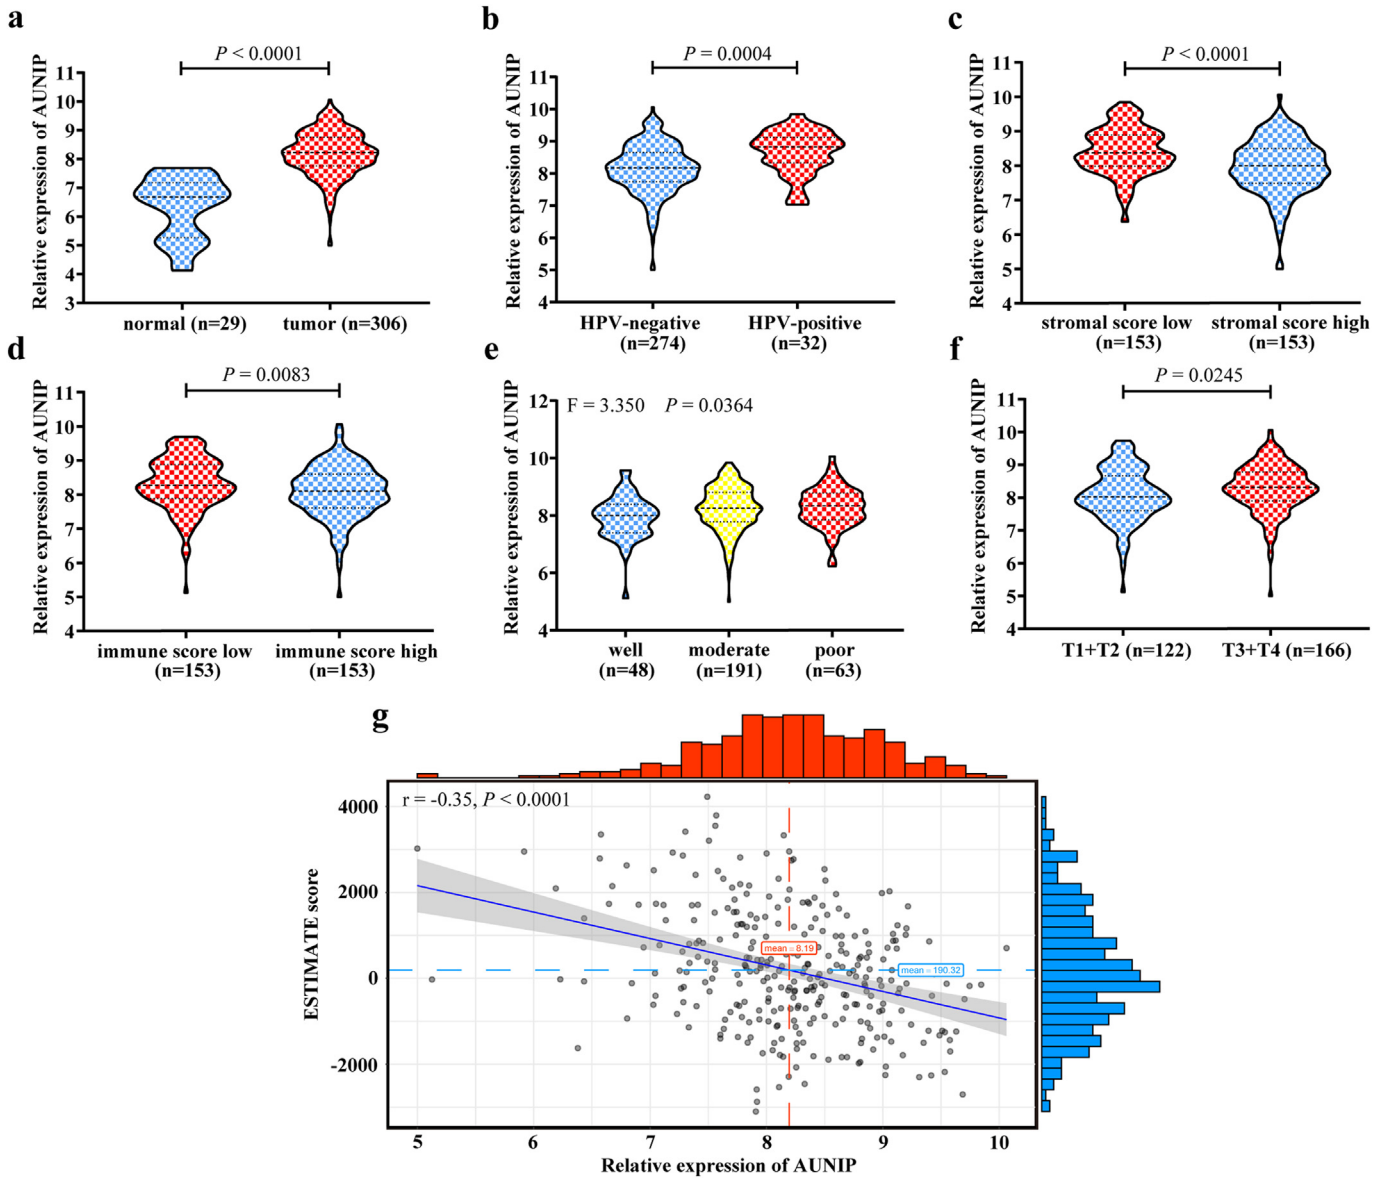 a
P < 0.0001
Relative expression of AUNIP
11
10
9
8
7
6
5
4
3
normal (n=29)
tumor (n=306)
b
P = 0.0004
Relative expression of AUNIP
11
10
9
8
7
6
5
4
HPV-negative
(n=274)
HPV-positive
(n=32)
c
P < 0.0001
Relative expression of AUNIP
11
10
9
8
7
6
5
4
stromal score low
(n=153)
stromal score high
(n=153)
d
P = 0.0083
Relative expression of AUNIP
11
10
9
8
7
6
5
4
immune score low
(n=153)
immune score high
(n=153)
e
F = 3.350 P = 0.0364
Relative expression of AUNIP
12
10
8
6
4
well
(n=48)
moderate
(n=191)
poor
(n=63)
f
P = 0.0245
Relative expression of AUNIP
11
10
9
8
7
6
5
4
T1+T2 (n=122)
T3+T4 (n=166)
g
r = -0.35, P < 0.0001
ESTIMATE score
4000
2000
0
-2000
mean = 8.19
mean = 190.32
5
6
7
8
9
10
Relative expression of AUNIP